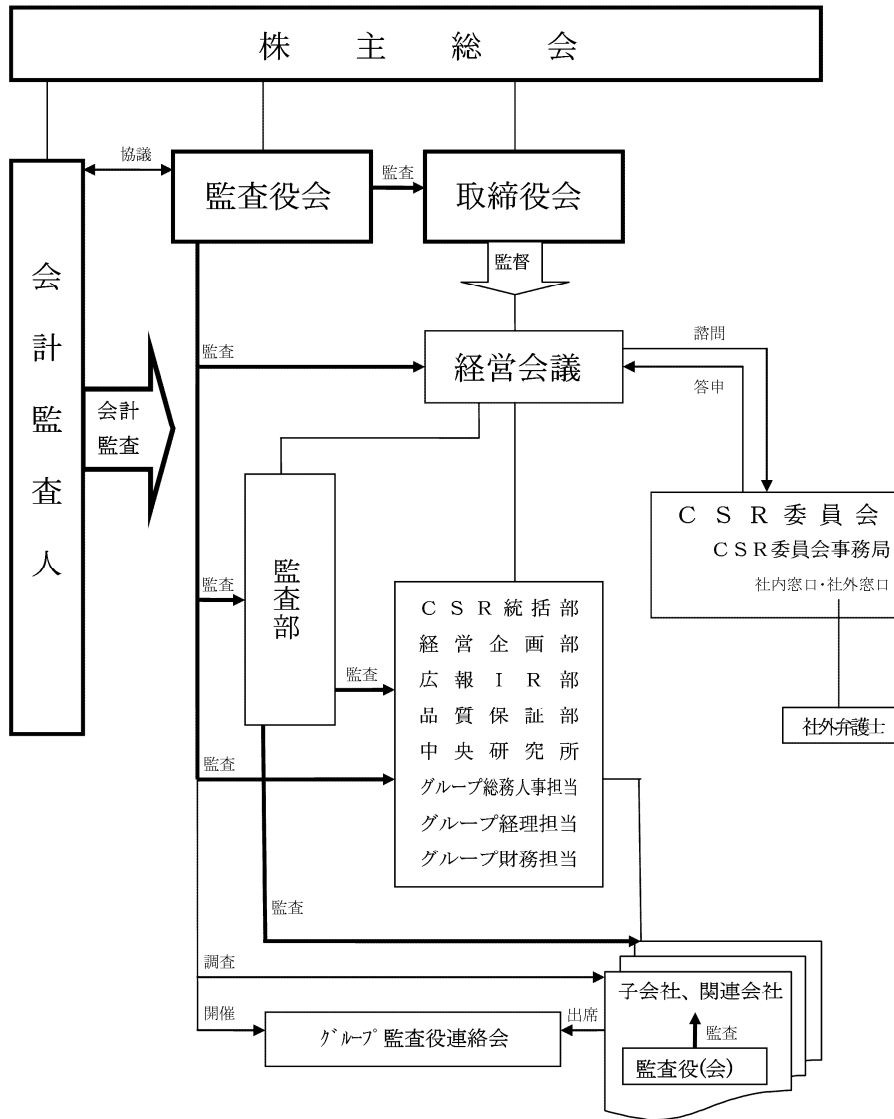 株主総会
協議
監査役会
監査
取締役会
会計監査人
監督
監査
経営会議
諮問
答申
会計
監査
CSR委員会
CSR委員会事務局
社内窓口・社外窓口
監査
監査部
CSR統括部
経営企画部
広報IR部
品質保証部
中央研究所
グループ総務人事担当
グループ経理担当
グループ財務担当
監査
社外弁護士
監査
監査
調査
子会社、関連会社
開催
グループ監査役連絡会
出席
監査
監査役(会)